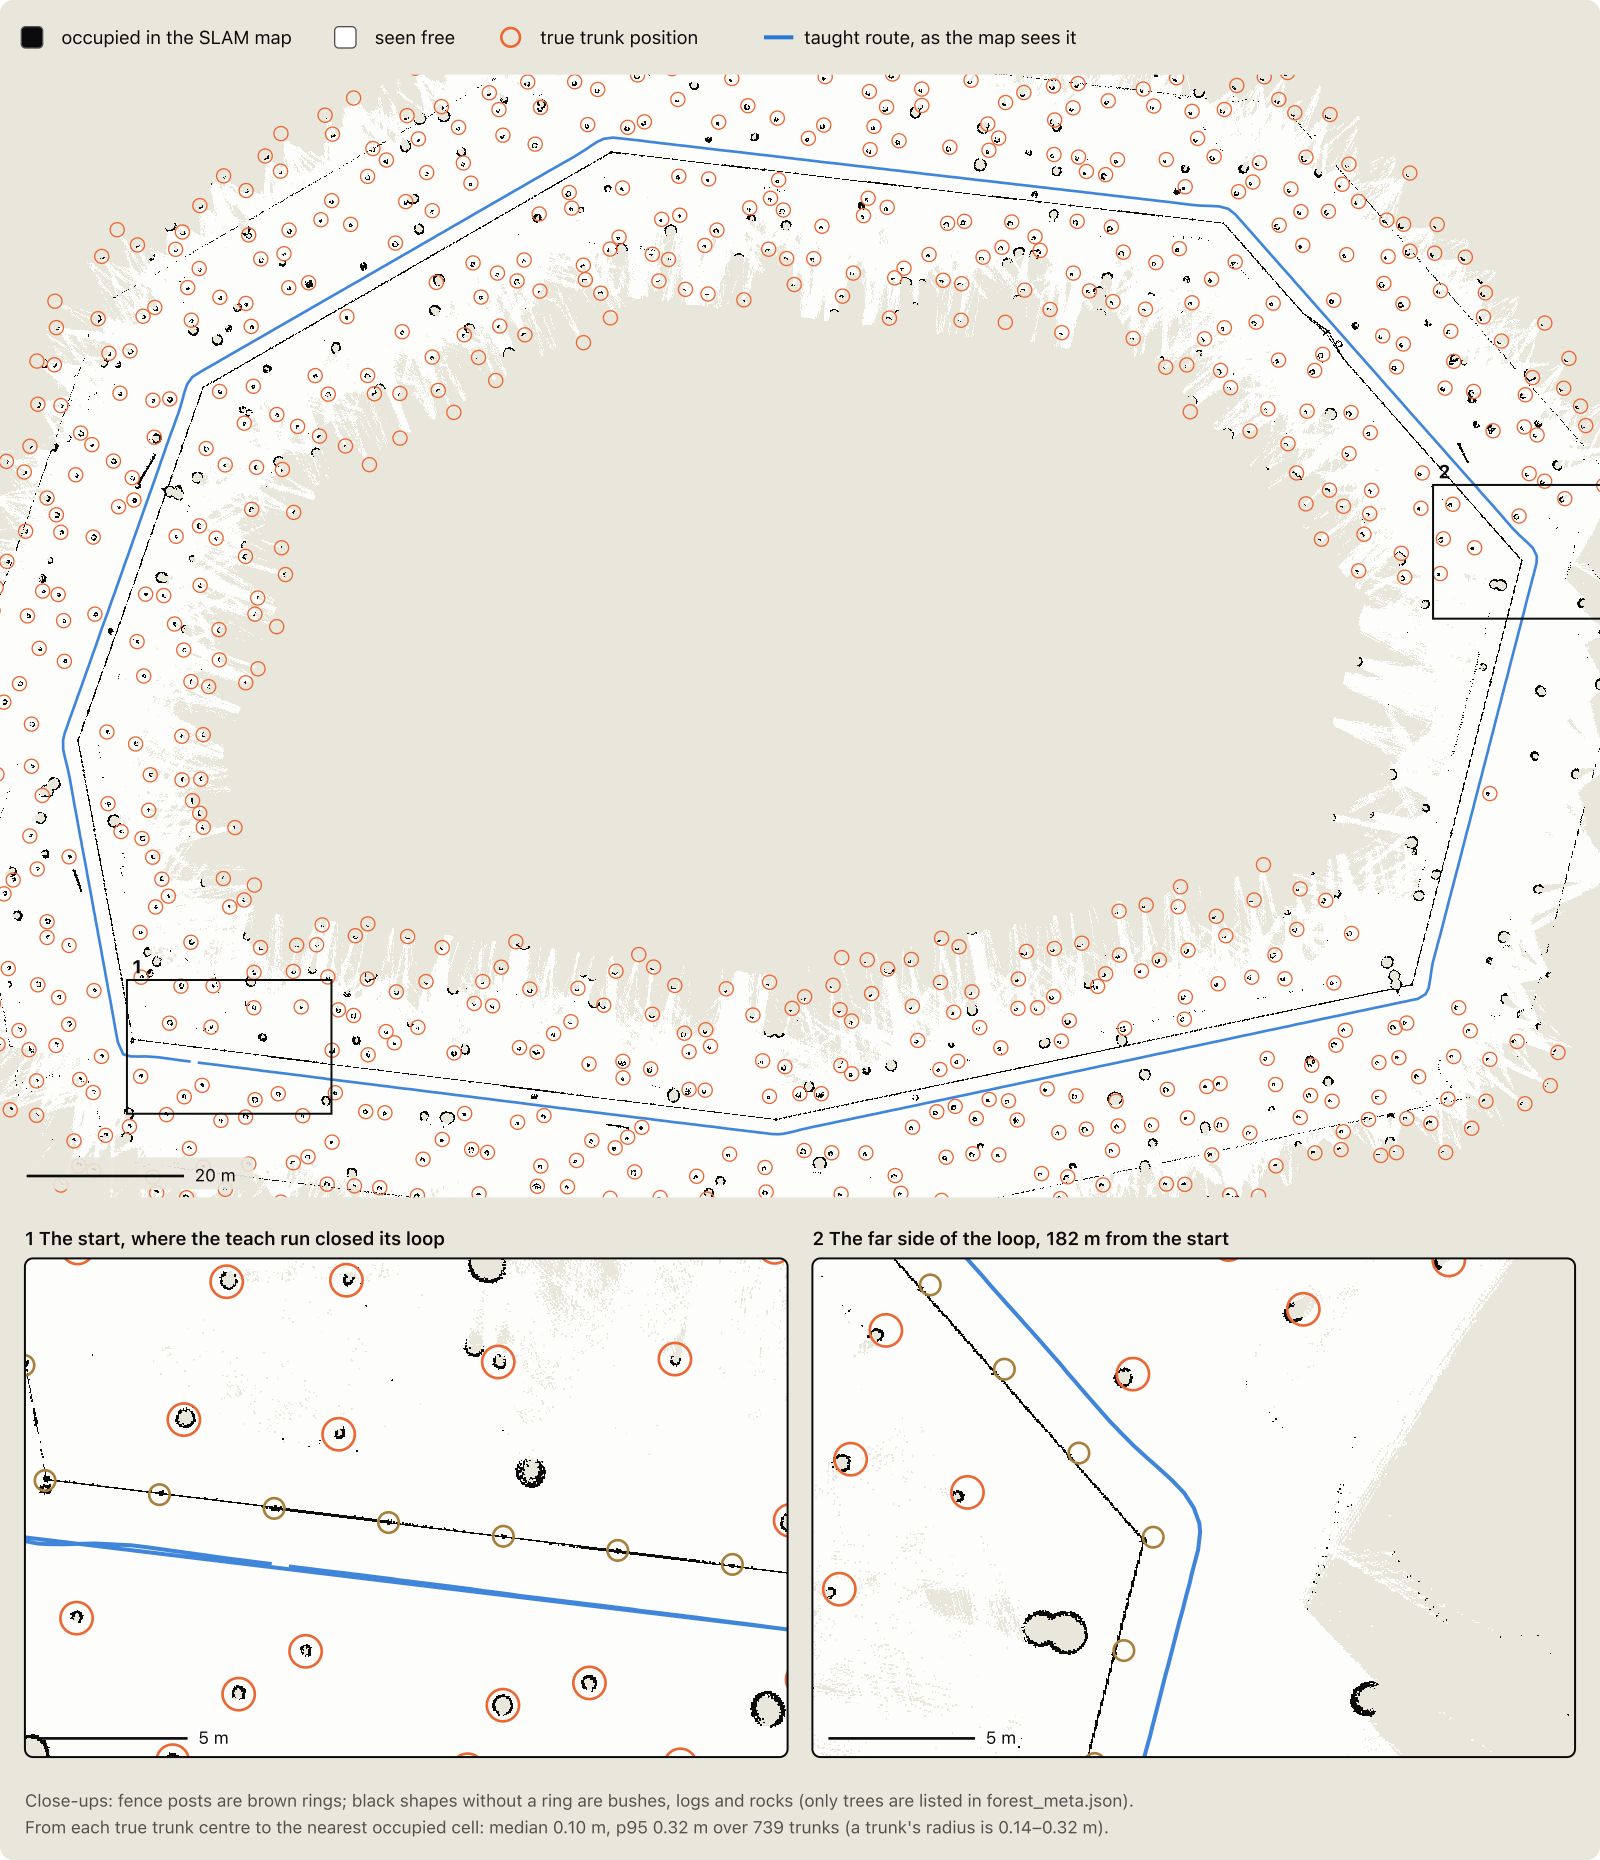 occupied in the SLAM map
seen free
true trunk position
taught route, as the map sees it
2
1
20 m
1 The start, where the teach run closed its loop
2 The far side of the loop, 182 m from the start
5 m
5 m
Close-ups: fence posts are brown rings; black shapes without a ring are bushes, logs and rocks (only trees are listed in forest_meta.json).
From each true trunk centre to the nearest occupied cell: median 0.10 m, p95 0.32 m over 739 trunks (a trunk's radius is 0.14–0.32 m).